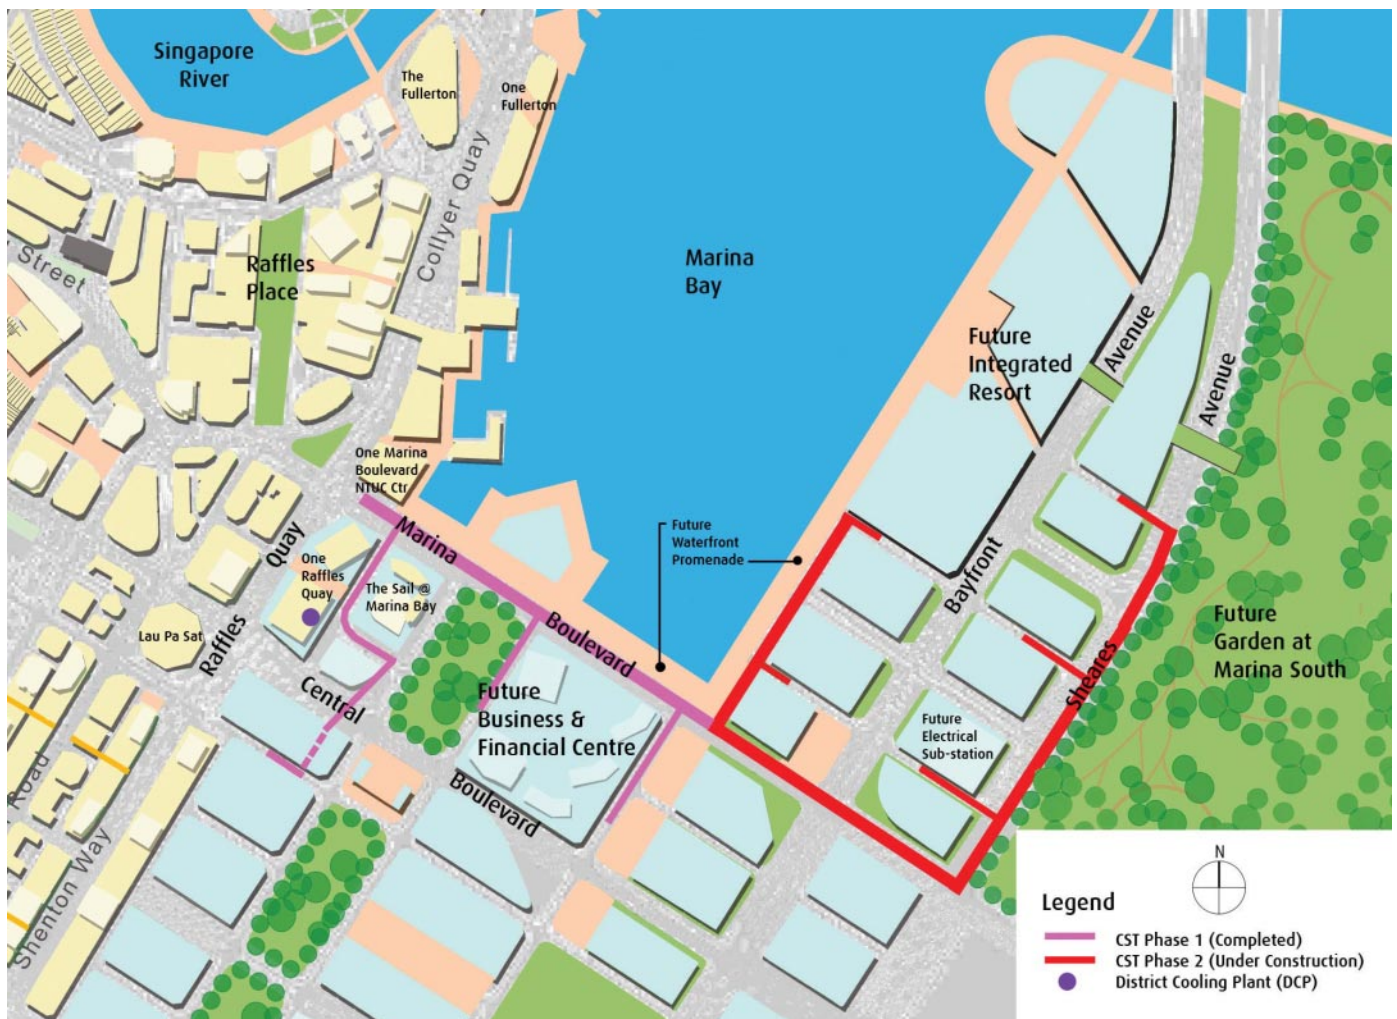 Singapore
River
The
Fullerton
One
Fullerton
Collyer Quay
Street
Raffles
Place
Marina
Bay
Future
Integrated
Resort
Avenue
Avenue
One Marina
Boulevard
NTUC Ctr
Marina
Boulevard
Future
Waterfront
Promenade
Bayfront
Quay
Raffles
One
Raffles
Quay
The Sail @
Marina Bay
Lau Pa Sat
Central
Boulevard
Future
Business &
Financial Centre
Sheares
Future
Garden at
Marina South
Future
Electrical
Sub-station
Road
Shenton Way
N
Legend
CST Phase 1 (Completed)
CST Phase 2 (Under Construction)
District Cooling Plant (DCP)